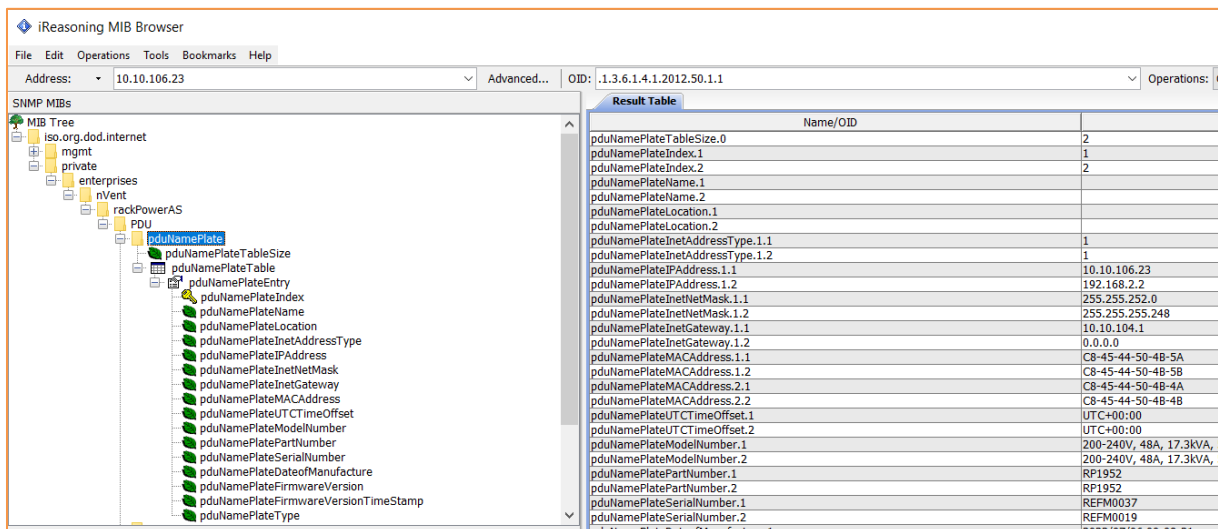 iReasoning MIB Browser
File Edit Operations Tools Bookmarks Help
Address: 10.10.106.23 Advanced... OID: .1.3.6.1.4.1.2012.50.1.1 Operations:
SNMP MIBs
MIB Tree
iso.org.dod.internet
mgmt
private
enterprises
nVent
rackPowerAS
PDU
pduNamePlate
pduNamePlateTableSize
pduNamePlateTable
pduNamePlateEntry
pduNamePlateIndex
pduNamePlateName
pduNamePlateLocation
pduNamePlateInetAddressType
pduNamePlateIPAddress
pduNamePlateInetNetMask
pduNamePlateInetGateway
pduNamePlateMACAddress
pduNamePlateUTCTimeOffset
pduNamePlateModelNumber
pduNamePlatePartNumber
pduNamePlateSerialNumber
pduNamePlateDateofManufacture
pduNamePlateFirmwareVersion
pduNamePlateFirmwareVersionTimeStamp
pduNamePlateType
Result Table
Name/OID
pduNamePlateTableSize.0 2
pduNamePlateIndex.1 1
pduNamePlateIndex.2 2
pduNamePlateName.1
pduNamePlateName.2
pduNamePlateLocation.1
pduNamePlateLocation.2
pduNamePlateInetAddressType.1.1 1
pduNamePlateInetAddressType.1.2 1
pduNamePlateIPAddress.1.1 10.10.106.23
pduNamePlateIPAddress.1.2 192.168.2.2
pduNamePlateInetNetMask.1.1 255.255.252.0
pduNamePlateInetNetMask.1.2 255.255.255.248
pduNamePlateInetGateway.1.1 10.10.104.1
pduNamePlateInetGateway.1.2 0.0.0.0
pduNamePlateMACAddress.1.1 C8-45-44-50-4B-5A
pduNamePlateMACAddress.1.2 C8-45-44-50-4B-5B
pduNamePlateMACAddress.2.1 C8-45-44-50-4B-4A
pduNamePlateMACAddress.2.2 C8-45-44-50-4B-4B
pduNamePlateUTCTimeOffset.1 UTC+00:00
pduNamePlateUTCTimeOffset.2 UTC+00:00
pduNamePlateModelNumber.1 200-240V, 48A, 17.3kVA,
pduNamePlateModelNumber.2 200-240V, 48A, 17.3kVA,
pduNamePlatePartNumber.1 RP1952
pduNamePlatePartNumber.2 RP1952
pduNamePlateSerialNumber.1 REFM0037
pduNamePlateSerialNumber.2 REFM0019